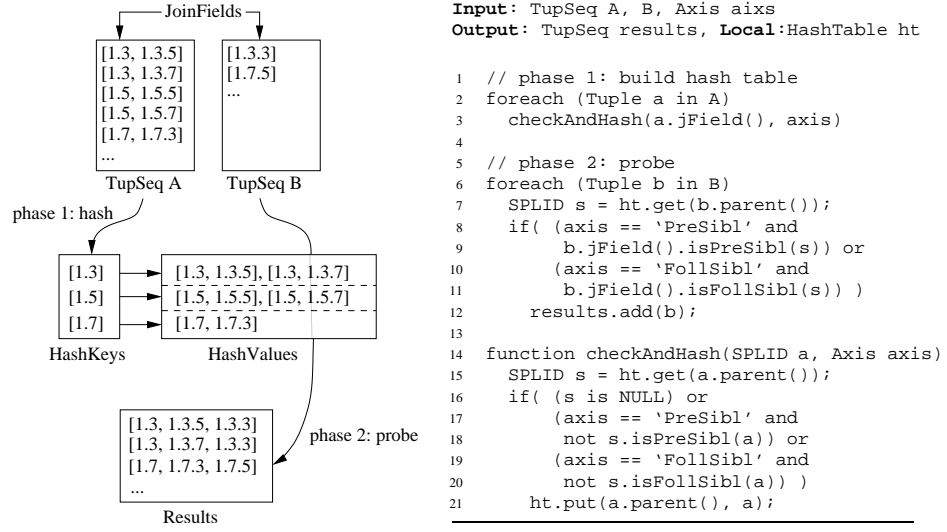 JoinFields
[1.3, 1.3.5]
[1.3, 1.3.7]
[1.5, 1.5.5]
[1.5, 1.5.7]
[1.7, 1.7.3]
...
TupSeq A
[1.3.3]
[1.7.5]
...
TupSeq B
phase 1: hash
[1.3]
[1.5]
[1.7]
HashKeys
[1.3, 1.3.5], [1.3, 1.3.7]
[1.5, 1.5.5], [1.5, 1.5.7]
[1.7, 1.7.3]
HashValues
phase 2: probe
[1.3, 1.3.5, 1.3.3]
[1.3, 1.3.7, 1.3.3]
[1.7, 1.7.3, 1.7.5]
...
Results
Input: TupSeq A, B, Axis aixs
Output: TupSeq results, Local:HashTable ht
1 // phase 1: build hash table
2 foreach (Tuple a in A)
3 checkAndHash(a.jField(), axis)
4
5 // phase 2: probe
6 foreach (Tuple b in B)
7 SPLID s = ht.get(b.parent());
8 if( (axis == ‘PreSibl’ and
9 b.jField().isPreSibl(s)) or
10 (axis == ‘FollSibl’ and
11 b.jField().isFollSibl(s)) )
12 results.add(b);
13
14 function checkAndHash(SPLID a, Axis axis)
15 SPLID s = ht.get(a.parent());
16 if( (s is NULL) or
17 (axis == ‘PreSibl’ and
18 not s.isPreSibl(a)) or
19 (axis == ‘FollSibl’ and
20 not s.isFollSibl(a)) )
21 ht.put(a.parent(), a);